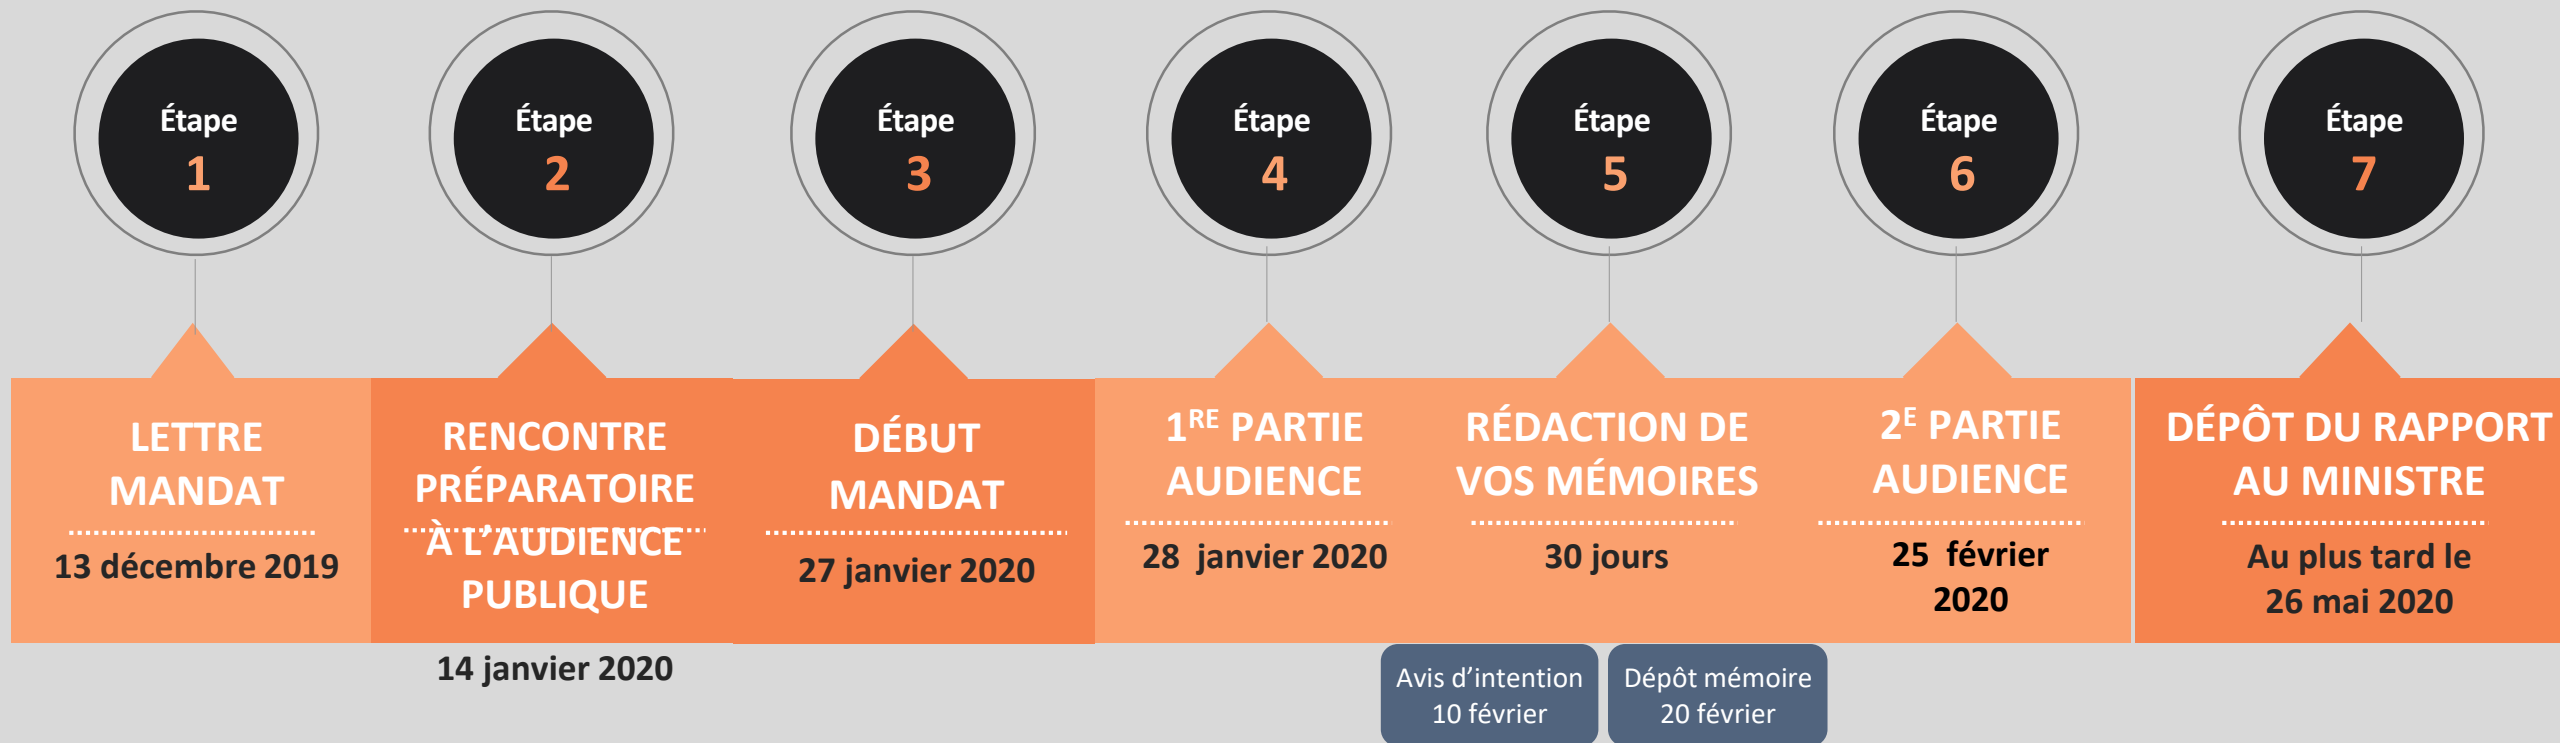 Étape
1
Étape
2
Étape
3
Étape
4
Étape
5
Étape
6
Étape
7
LETTRE
MANDAT
13 décembre 2019
RENCONTRE
PRÉPARATOIRE
À L’AUDIENCE
PUBLIQUE
14 janvier 2020
DÉBUT
MANDAT
27 janvier 2020
1RE PARTIE
AUDIENCE
28 janvier 2020
RÉDACTION DE
VOS MÉMOIRES
30 jours
2E PARTIE
AUDIENCE
25 février
2020
DÉPÔT DU RAPPORT
AU MINISTRE
Au plus tard le
26 mai 2020
Avis d’intention
10 février
Dépôt mémoire
20 février